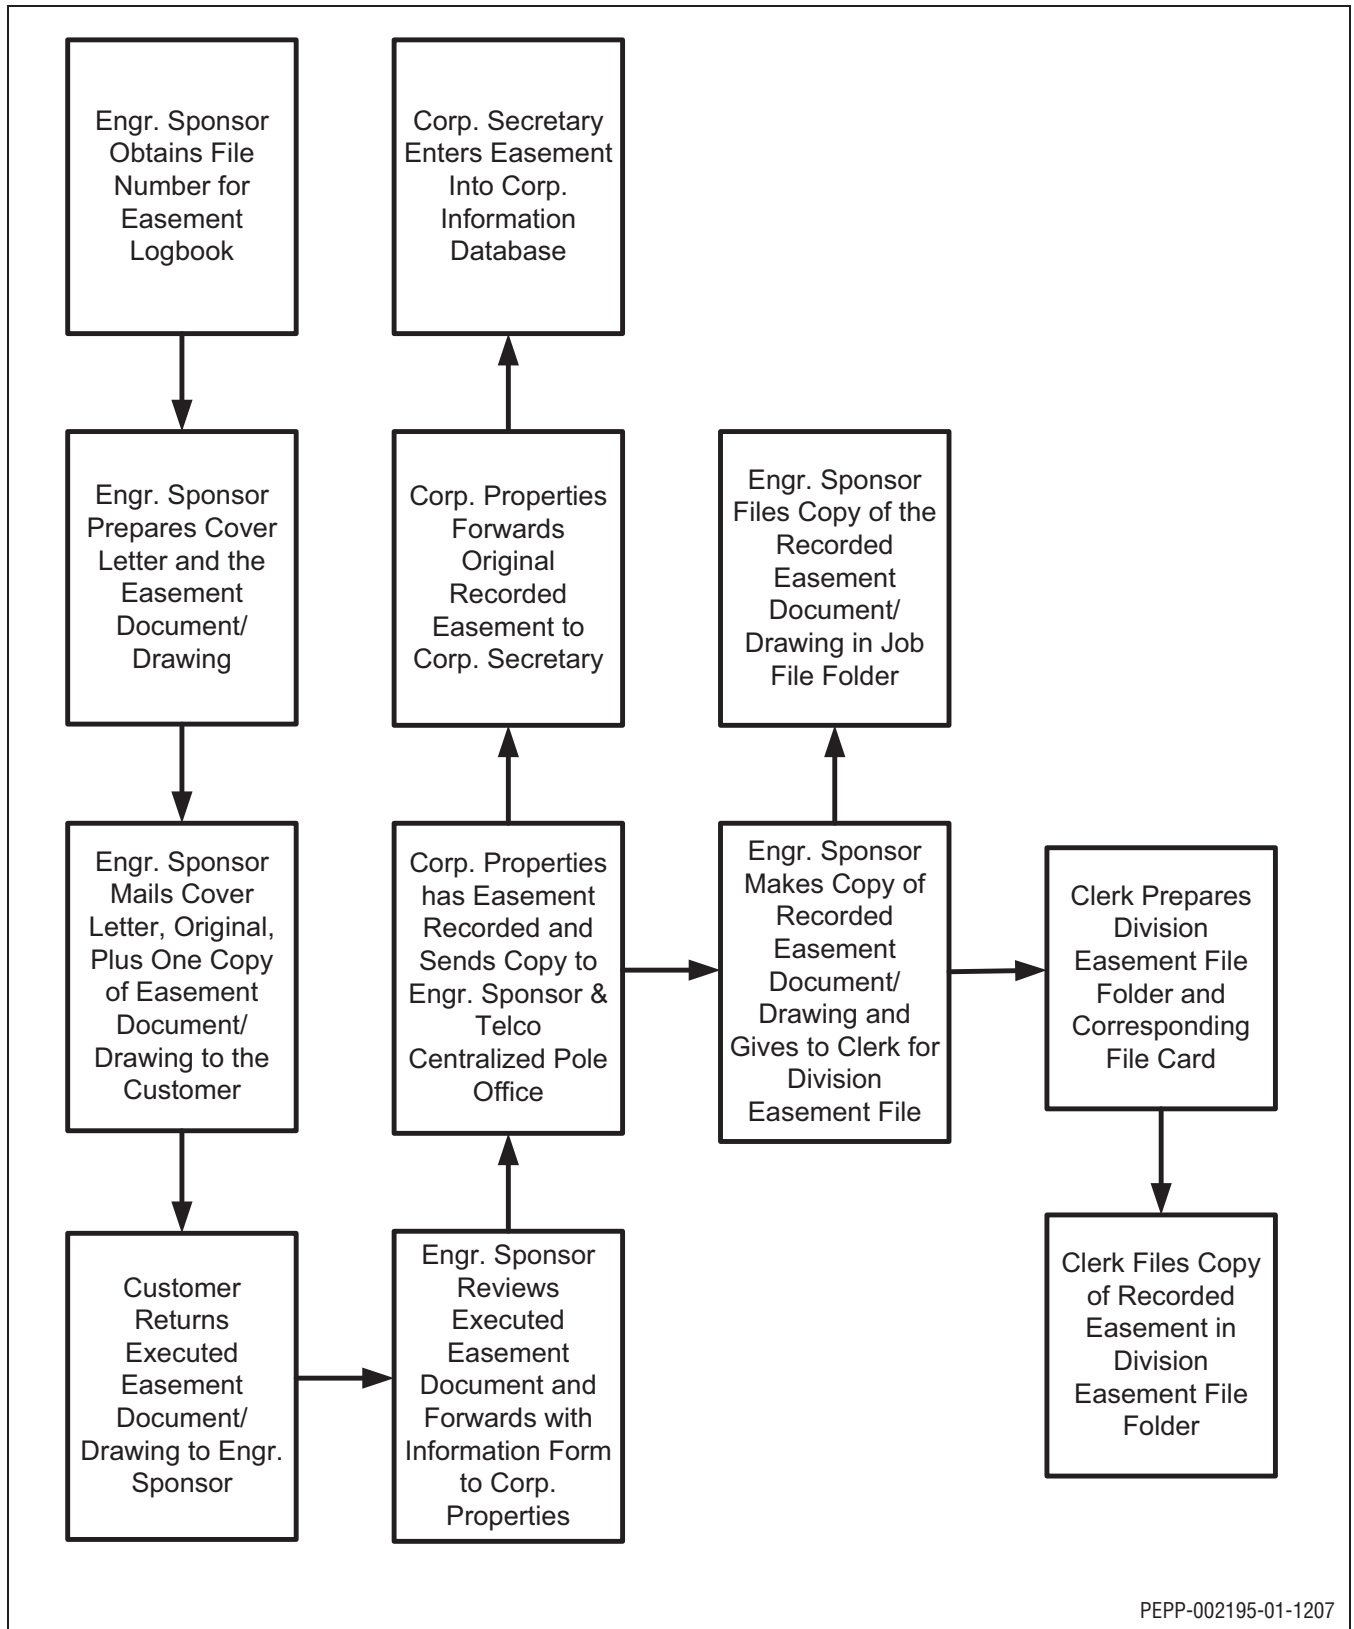 Engr. Sponsor
Obtains File
Number for
Easement
Logbook
Engr. Sponsor
Prepares Cover
Letter and the
Easement
Document/
Drawing
Engr. Sponsor
Mails Cover
Letter, Original,
Plus One Copy
of Easement
Document/
Drawing to the
Customer
Customer
Returns
Executed
Easement
Document/
Drawing to Engr.
Sponsor
Engr. Sponsor
Reviews
Executed
Easement
Document and
Forwards with
Information Form
to Corp.
Properties
Corp. Properties
has Easement
Recorded and
Sends Copy to
Engr. Sponsor &
Telco
Centralized Pole
Office
Corp. Properties
Forwards
Original
Recorded
Easement to
Corp. Secretary
Corp. Secretary
Enters Easement
Into Corp.
Information
Database
Engr. Sponsor
Makes Copy of
Recorded
Easement
Document/
Drawing and
Gives to Clerk for
Division
Easement File
Engr. Sponsor
Files Copy of the
Recorded
Easement
Document/
Drawing in Job
File Folder
Clerk Prepares
Division
Easement File
Folder and
Corresponding
File Card
Clerk Files Copy
of Recorded
Easement in
Division
Easement File
Folder
PEPP-002195-01-1207